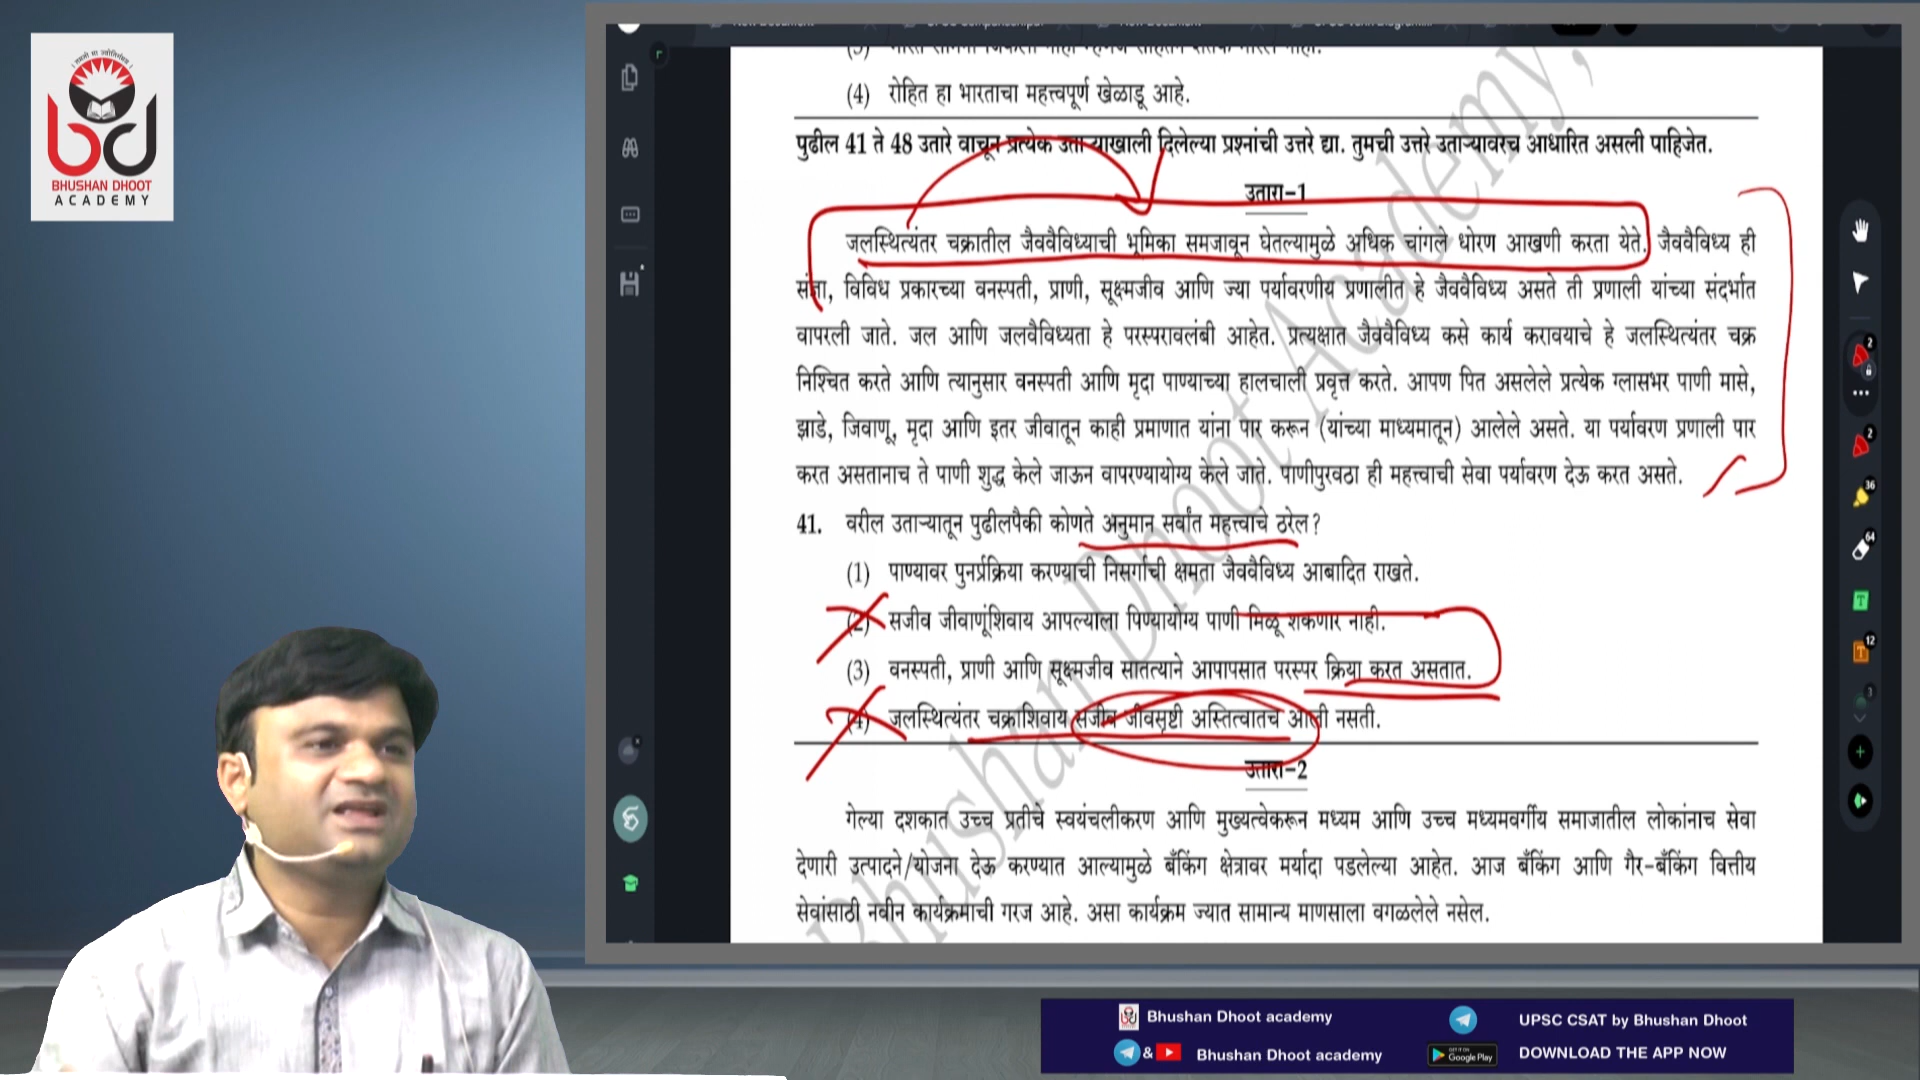 BHUSHAN DHOOT
ACADEMY
(4) रोहित हा भारताचा महत्त्वपूर्ण खेळाडू आहे.
पुढील 41 ते 48 उतारे वाचून प्रत्येक उताऱ्याखाली दिलेल्या प्रश्नांची उत्तरे द्या. तुमची उत्तरे उताऱ्यावरच आधारित असली पाहिजेत.
उतारा-1
जलस्थित्यंतर चक्रातील जैववैविध्याची भूमिका समजावून घेतल्यामुळे अधिक चांगले धोरण आखणी करता येते. जैववैविध्य ही
संज्ञा, विविध प्रकारच्या वनस्पती, प्राणी, सूक्ष्मजीव आणि ज्या पर्यावरणीय प्रणालीत हे जैववैविध्य असते ती प्रणाली यांच्या संदर्भात
वापरली जाते. जल आणि जलवैविध्यता हे परस्परावलंबी आहेत. प्रत्यक्षात जैववैविध्य कसे कार्य करावयाचे हे जलस्थित्यंतर चक्र
निश्चित करते आणि त्यानुसार वनस्पती आणि मृदा पाण्याच्या हालचाली प्रवृत्त करते. आपण पित असलेले प्रत्येक ग्लासभर पाणी मासे,
झाडे, जिवाणू, मृदा आणि इतर जीवातून काही प्रमाणात यांना पार करून (यांच्या माध्यमातून) आलेले असते. या पर्यावरण प्रणाली पार
करत असतानाच ते पाणी शुद्ध केले जाऊन वापरण्यायोग्य केले जाते. पाणीपुरवठा ही महत्त्वाची सेवा पर्यावरण देऊ करत असते.
41. वरील उताऱ्यातून पुढीलपैकी कोणते अनुमान सर्वांत महत्त्वाचे ठरेल?
(1) पाण्यावर पुनर्प्रक्रिया करण्याची निसर्गाची क्षमता जैववैविध्य आबादित राखते.
(2) सजीव जीवाणूंशिवाय आपल्याला पिण्यायोग्य पाणी मिळू शकणार नाही.
(3) वनस्पती, प्राणी आणि सूक्ष्मजीव सातत्याने आपापसात परस्पर क्रिया करत असतात.
(4) जलस्थित्यंतर चक्राशिवाय सजीव जीवसृष्टी अस्तित्वातच आली नसती.
उतारा-2
गेल्या दशकात उच्च प्रतीचे स्वयंचलीकरण आणि मुख्यत्वेकरून मध्यम आणि उच्च मध्यमवर्गीय समाजातील लोकांनाच सेवा
देणारी उत्पादने/योजना देऊ करण्यात आल्यामुळे बँकिंग क्षेत्रावर मर्यादा पडलेल्या आहेत. आज बँकिंग आणि गैर-बँकिंग वित्तीय
सेवांसाठी नवीन कार्यक्रमाची गरज आहे. असा कार्यक्रम ज्यात सामान्य माणसाला वगळलेले नसेल.
Bhushan Dhoot Academy,
Bhushan Dhoot academy
UPSC CSAT by Bhushan Dhoot
& Bhushan Dhoot academy
GET IT ON Google Play
DOWNLOAD THE APP NOW